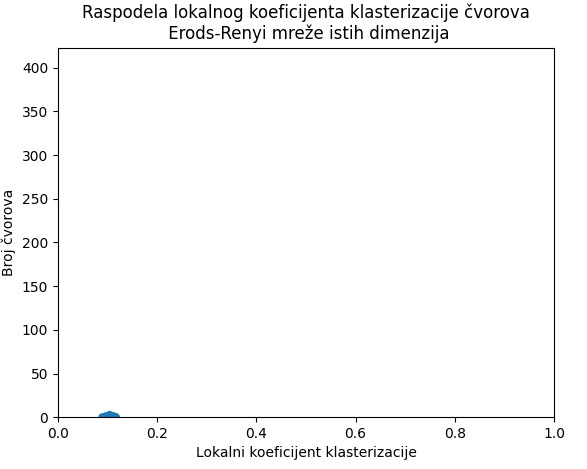 Raspodela lokalnog koeficijenta klasterizacije čvorova
Erods-Renyi mreže istih dimenzija
400
350
300
250
200
150
100
50
0
Broj čvorova
0.0 0.2 0.4 0.6 0.8 1.0
Lokalni koeficijent klasterizacije